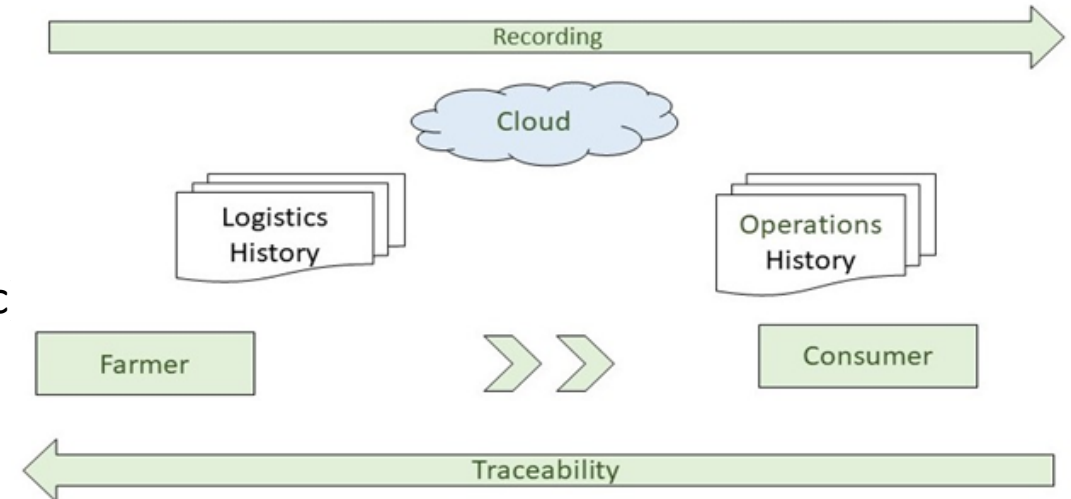 Recording
Cloud
Logistics
History
Operations
History
c
Farmer
Consumer
Traceability